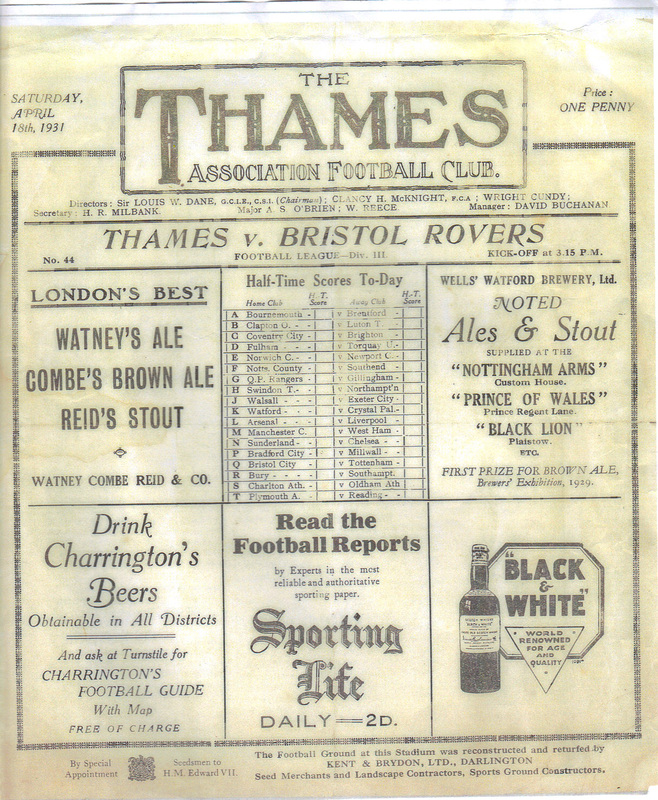 SATURDAY,
APRIL
18th, 1931
THE
THAMES
ASSOCIATION FOOTBALL CLUB.
Price :
ONE PENNY
Directors : Sir LOUIS W. DANE, G.C.I.E., C.S.I. (Chairman) ; CLANCY H. McKNIGHT, F.C.A ; WRIGHT CUNDY ;
Secretary : H. R. MILBANK. Major A. S. O'BRIEN ; W. REECE. Manager : DAVID BUCHANAN
THAMES v. BRISTOL ROVERS
No. 44 FOOTBALL LEAGUE—Div. III. KICK-OFF at 3.15 P.M.
LONDON'S BEST
WATNEY'S ALE
COMBE'S BROWN ALE
REID'S STOUT
WATNEY COMBE REID & CO.
Half-Time Scores To-Day
Home Club H.-T. Score Away Club H.-T. Score
A Bournemouth - v Brentford
B Clapton O. - - v Luton T. - -
C Coventry City - v Brighton - -
D Fulham - - - v Torquay U. -
E Norwich C. - - v Newport C. -
F Notts. County v Southend
G Q.P. Rangers - v Gillingham -
H Swindon T. - - v Northampt'n
J Walsall - - v Exeter City -
K Watford - - - v Crystal Pal. -
L Arsenal - - - v Liverpool -
M Manchester C. v West Ham -
N Sunderland - - v Chelsea - -
P Bradford City - v Millwall - -
Q Bristol City - v Tottenham -
R Bury - - - v Southampt.
S Charlton Ath. - v Oldham Ath
T Plymouth A. - v Reading - -
WELLS' WATFORD BREWERY, Ltd.
NOTED
Ales & Stout
SUPPLIED AT THE
"NOTTINGHAM ARMS"
Custom House.
"PRINCE OF WALES"
Prince Regent Lane.
"BLACK LION"
Plaistow.
ETC.
FIRST PRIZE FOR BROWN ALE,
Brewers' Exhibition, 1929.
Drink
Charrington's
Beers
Obtainable in All Districts
And ask at Turnstile for
CHARRINGTON'S
FOOTBALL GUIDE
With Map
FREE OF CHARGE
Read the
Football Reports
by Experts in the most
reliable and authoritative
sporting paper.
Sporting
Life
DAILY — 2D.
"BLACK
&
WHITE"
WORLD
RENOWNED
FOR AGE
AND
QUALITY
BLACK & WHITE
By Special
Appointment
Seedsmen to
H.M. Edward VII.
The Football Ground at this Stadium was reconstructed and returfed by
KENT & BRYDON, LTD., DARLINGTON
Seed Merchants and Landscape Contractors, Sports Ground Constructors.